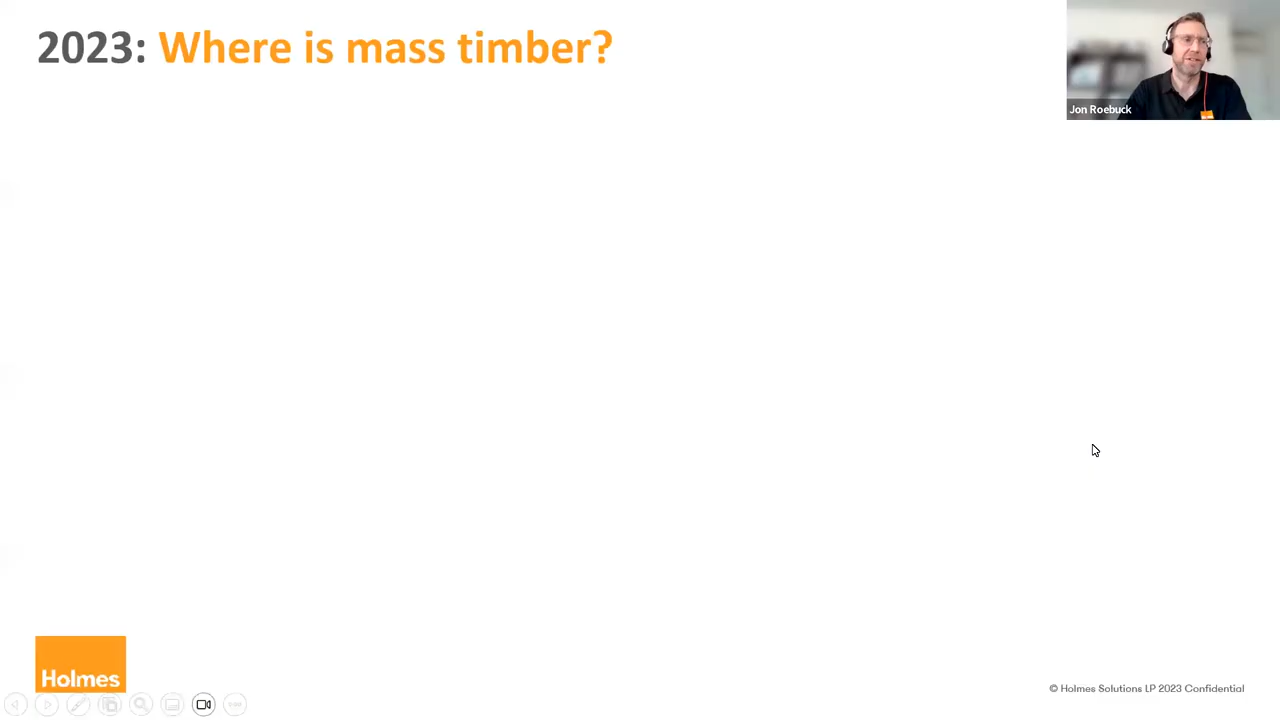 2023: Where is mass timber?
Jon Roebuck
Holmes
© Holmes Solutions LP 2023 Confidential